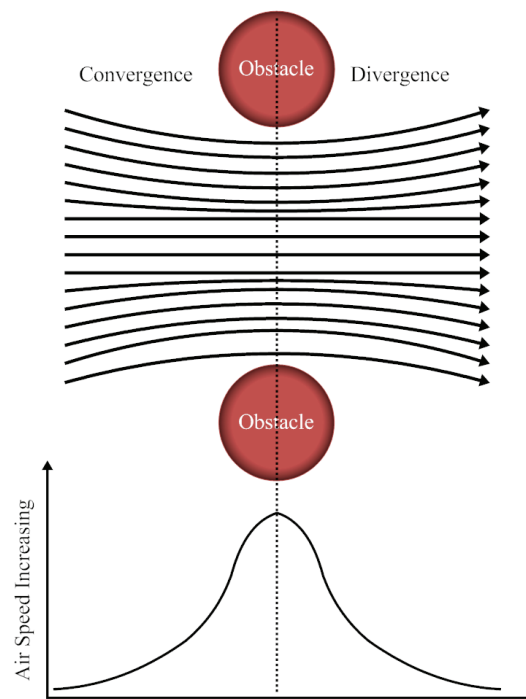 Obstacle
Convergence
Divergence
Obstacle
Air Speed Increasing